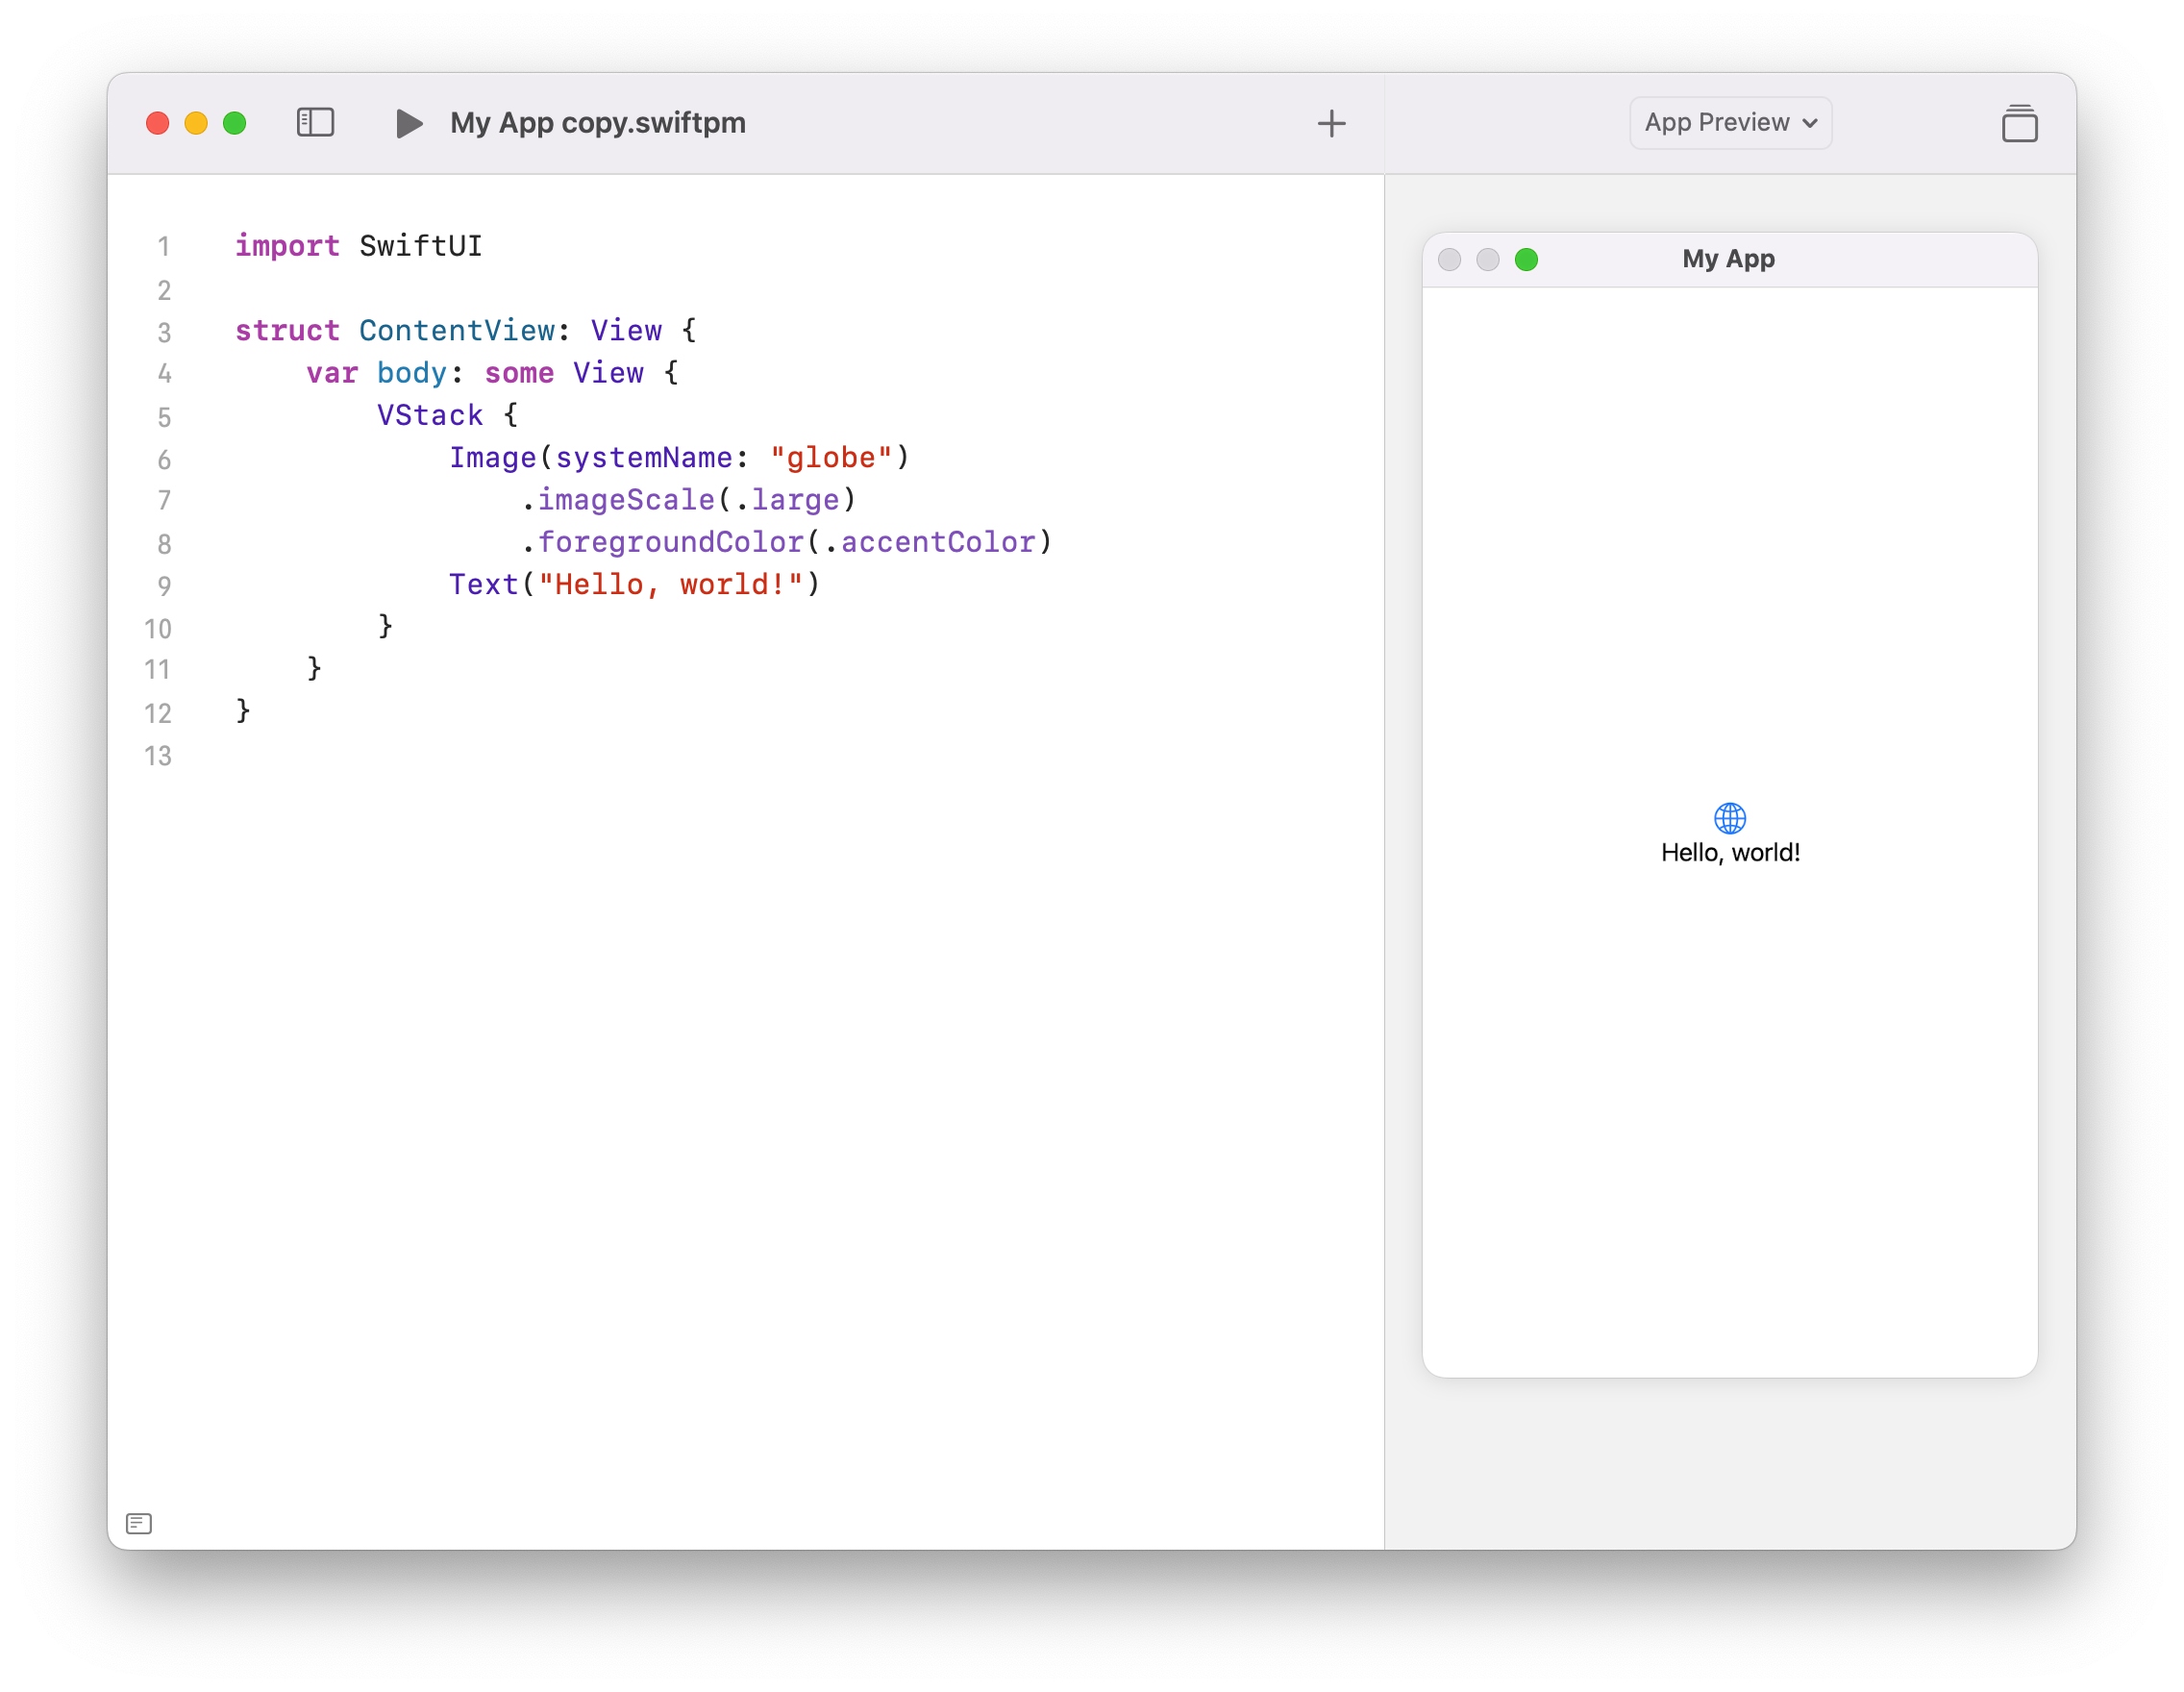 My App copy.swiftpm
App Preview
1 import SwiftUI
2
3 struct ContentView: View {
4     var body: some View {
5         VStack {
6             Image(systemName: "globe")
7                 .imageScale(.large)
8                 .foregroundColor(.accentColor)
9             Text("Hello, world!")
10         }
11     }
12 }
13
My App
Hello, world!